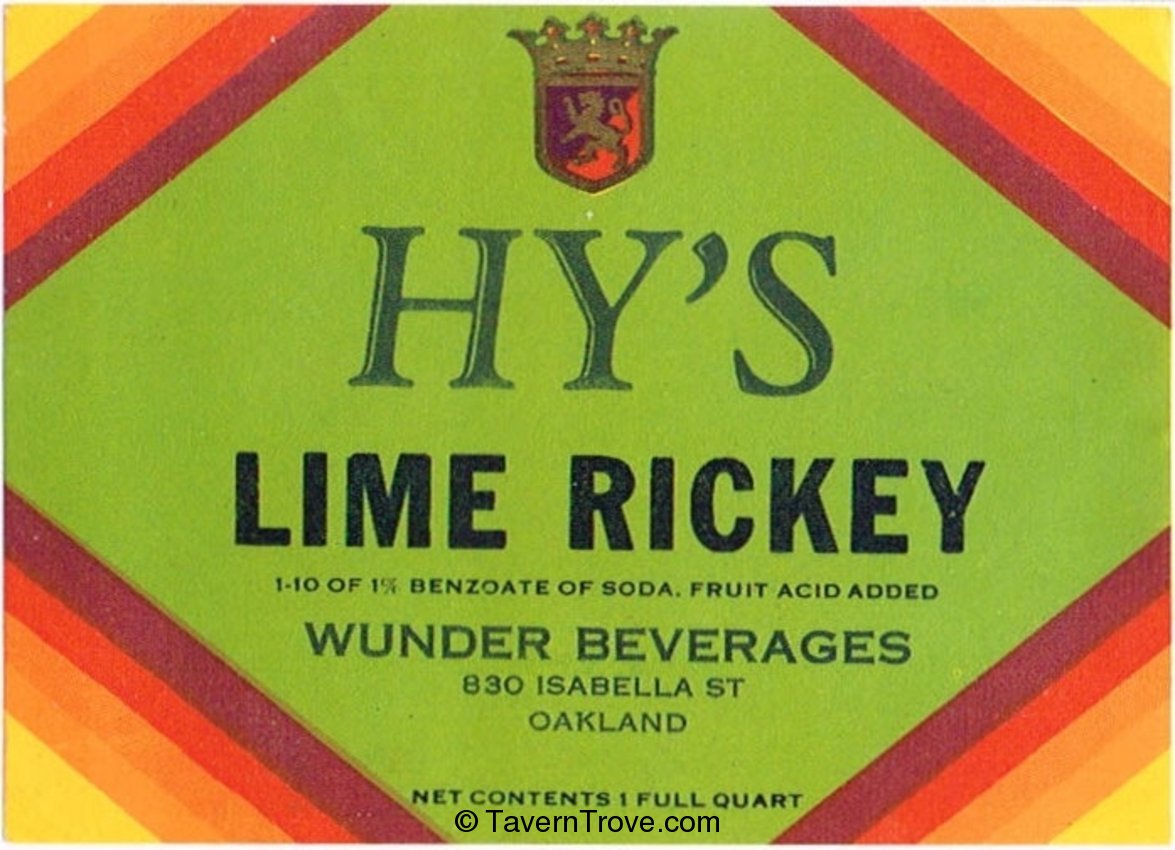 HY'S
LIME RICKEY
1-10 OF 1% BENZOATE OF SODA. FRUIT ACID ADDED
WUNDER BEVERAGES
830 ISABELLA ST
OAKLAND
NET CONTENTS 1 FULL QUART
© TavernTrove.com